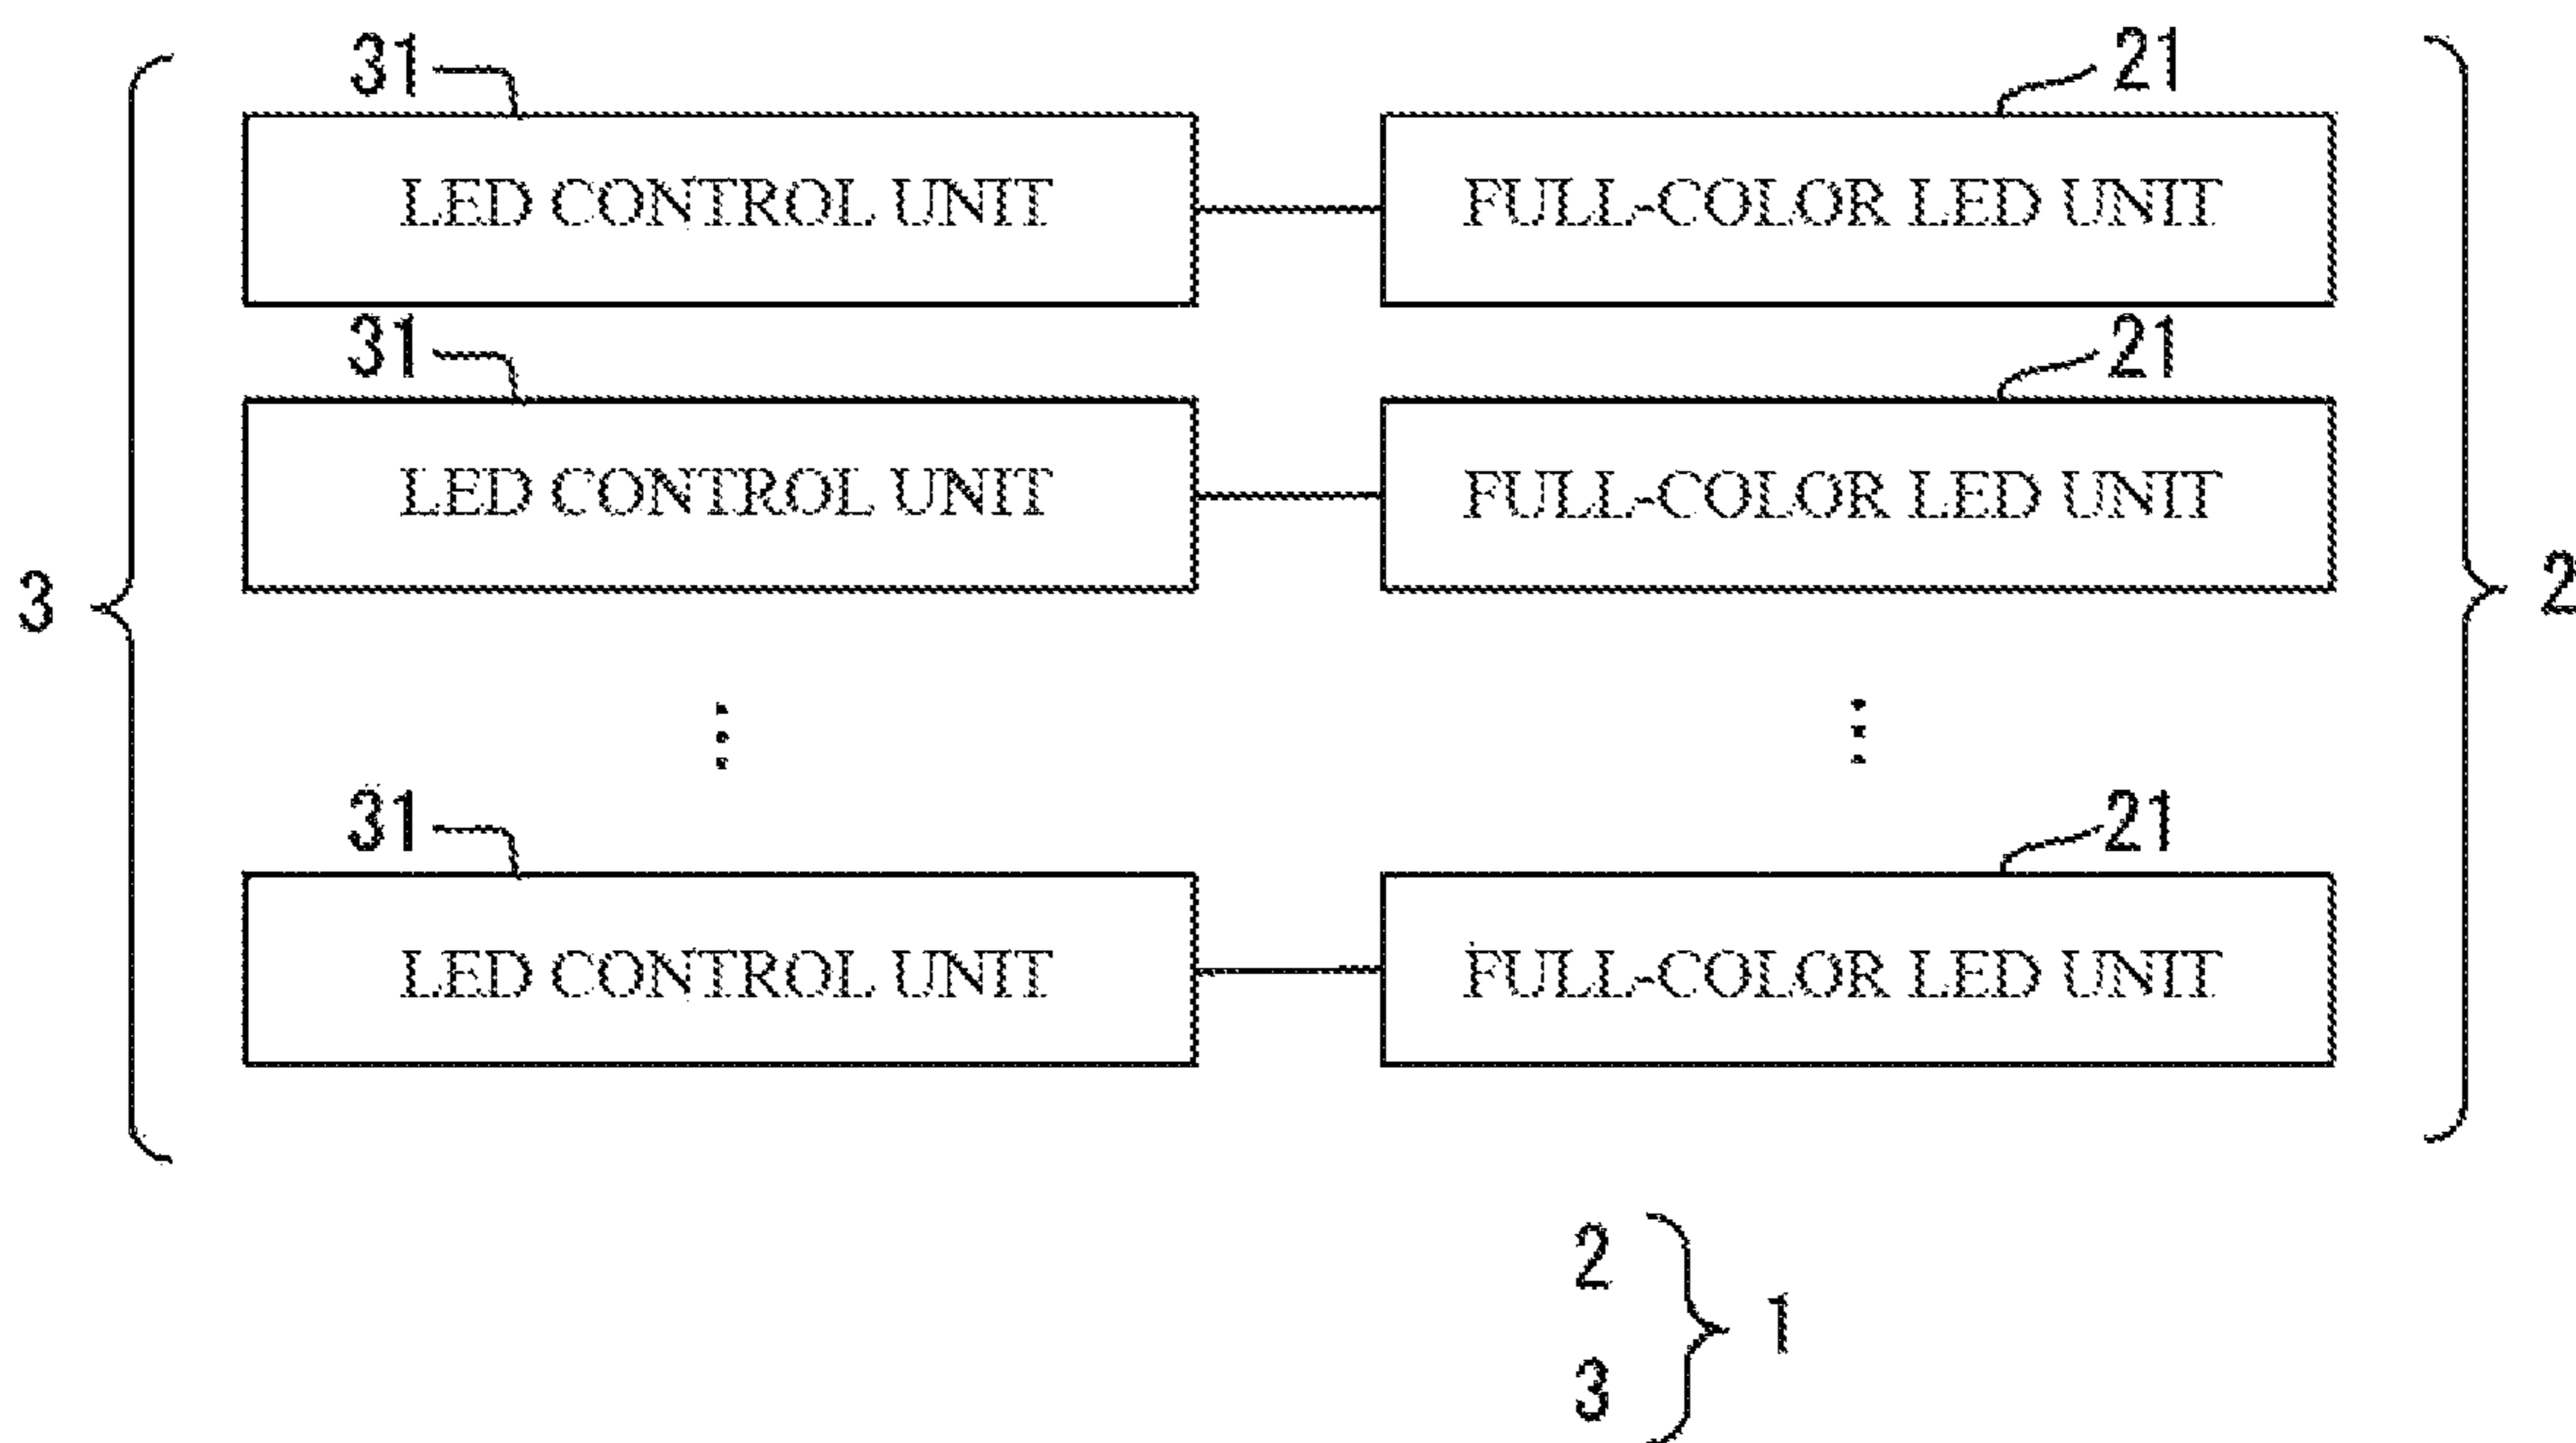 31 21
LED CONTROL UNIT FULL-COLOR LED UNIT
31 21
LED CONTROL UNIT FULL-COLOR LED UNIT
3 2
31 21
LED CONTROL UNIT FULL-COLOR LED UNIT
2
1
3